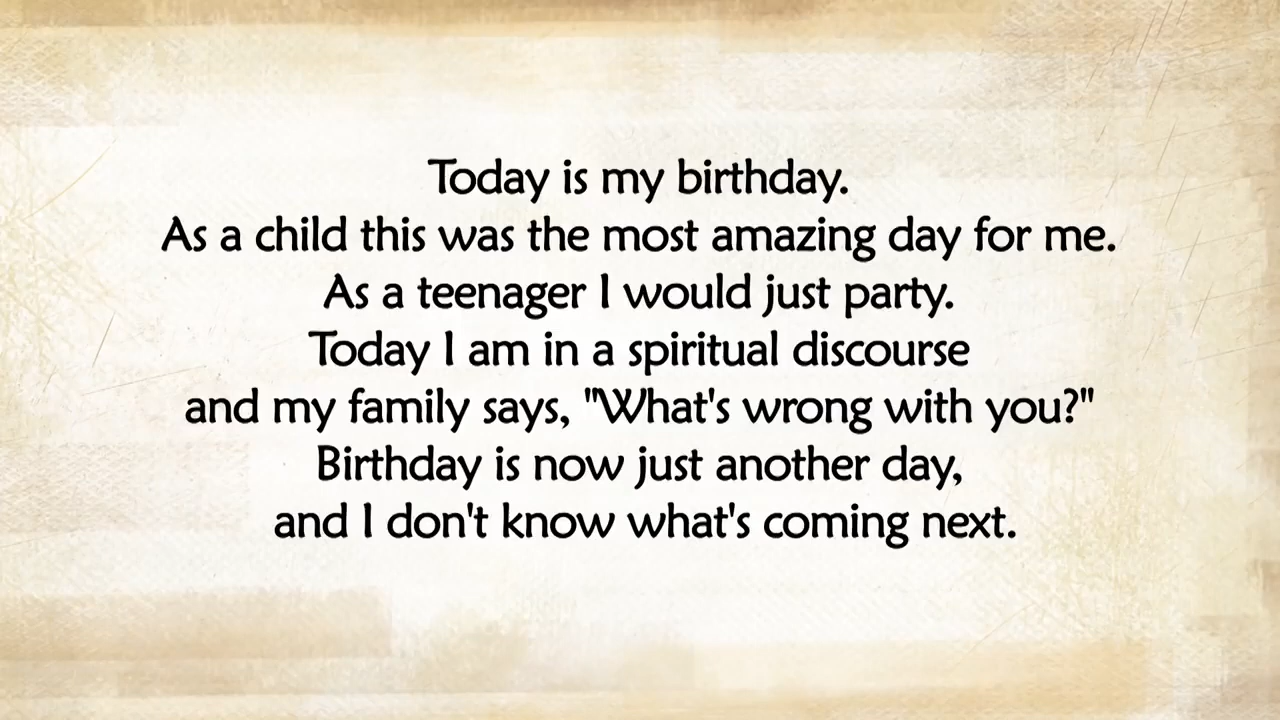 Today is my birthday.
As a child this was the most amazing day for me.
As a teenager I would just party.
Today I am in a spiritual discourse
and my family says, "What's wrong with you?"
Birthday is now just another day,
and I don't know what's coming next.